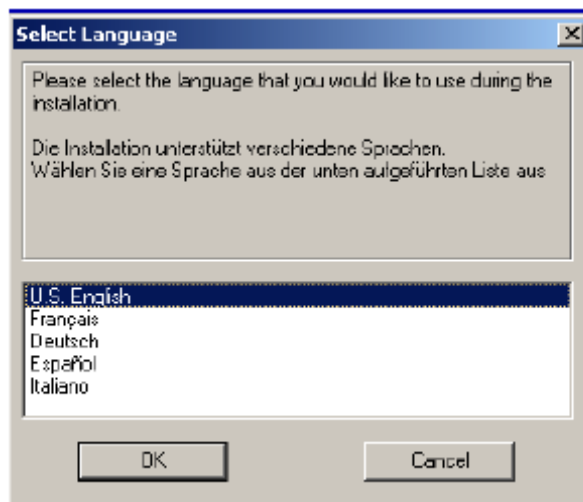 Select Language
Please select the language that you would like to use during the
installation.
Die Installation unterstützt verschiedene Sprachen.
Wählen Sie eine Sprache aus der unten aufgeführten Liste aus
U.S. English
Français
Deutsch
Español
Italiano
OK
Cancel